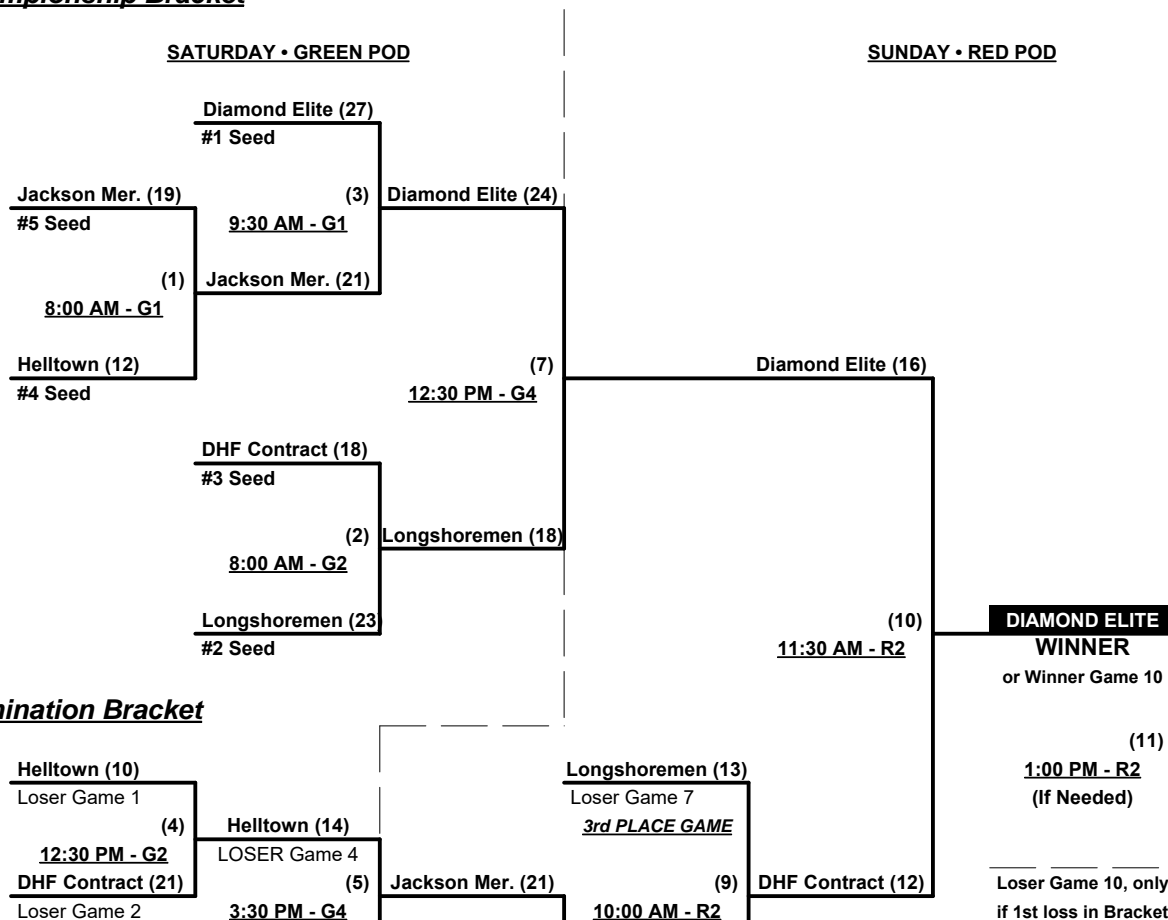 SATURDAY • GREEN POD
SUNDAY • RED POD
Diamond Elite (27)
#1 Seed
Jackson Mer. (19)
(3)
Diamond Elite (24)
#5 Seed
9:30 AM - G1
(1)
Jackson Mer. (21)
8:00 AM - G1
Helltown (12)
(7)
Diamond Elite (16)
#4 Seed
12:30 PM - G4
DHF Contract (18)
#3 Seed
(2)
Longshoremen (18)
8:00 AM - G2
Longshoremen (23)
(10)
DIAMOND ELITE
#2 Seed
11:30 AM - R2
WINNER
or Winner Game 10
Bracket
(11)
Helltown (10)
Longshoremen (13)
1:00 PM - R2
Loser Game 1
Loser Game 7
(If Needed)
(4)
Helltown (14)
3rd PLACE GAME
12:30 PM - G2
LOSER Game 4
DHF Contract (21)
(5)
Jackson Mer. (21)
(9)
DHF Contract (12)
Loser Game 10, only
Loser Game 2
3:30 PM - G4
10:00 AM - R2
if 1st loss in Bracket